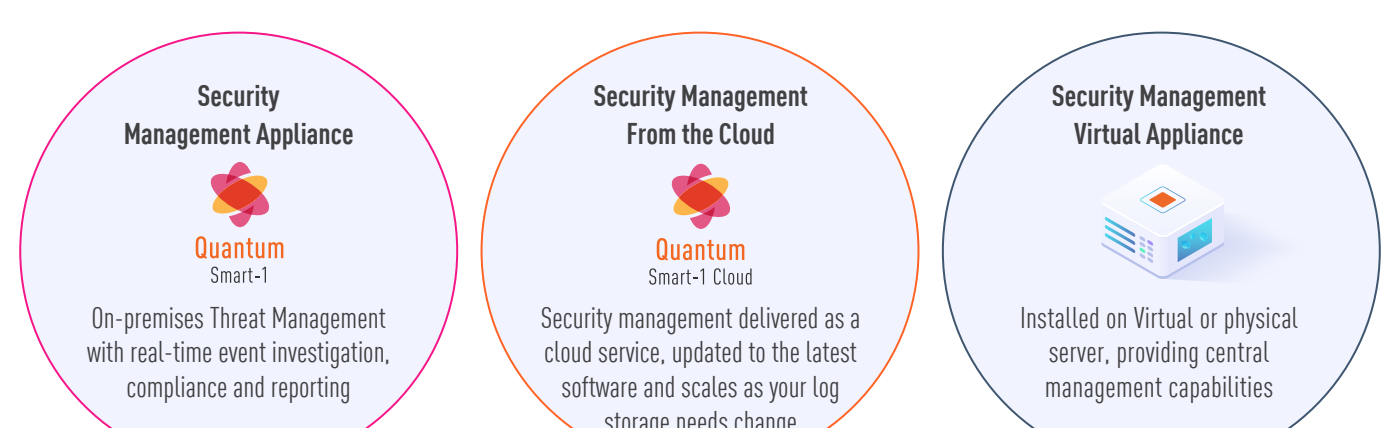 Security
Management Appliance
Quantum
Smart-1
On-premises Threat Management
with real-time event investigation,
compliance and reporting
Security Management
From the Cloud
Quantum
Smart-1 Cloud
Security management delivered as a
cloud service, updated to the latest
software and scales as your log
storage needs change
Security Management
Virtual Appliance
Installed on Virtual or physical
server, providing central
management capabilities